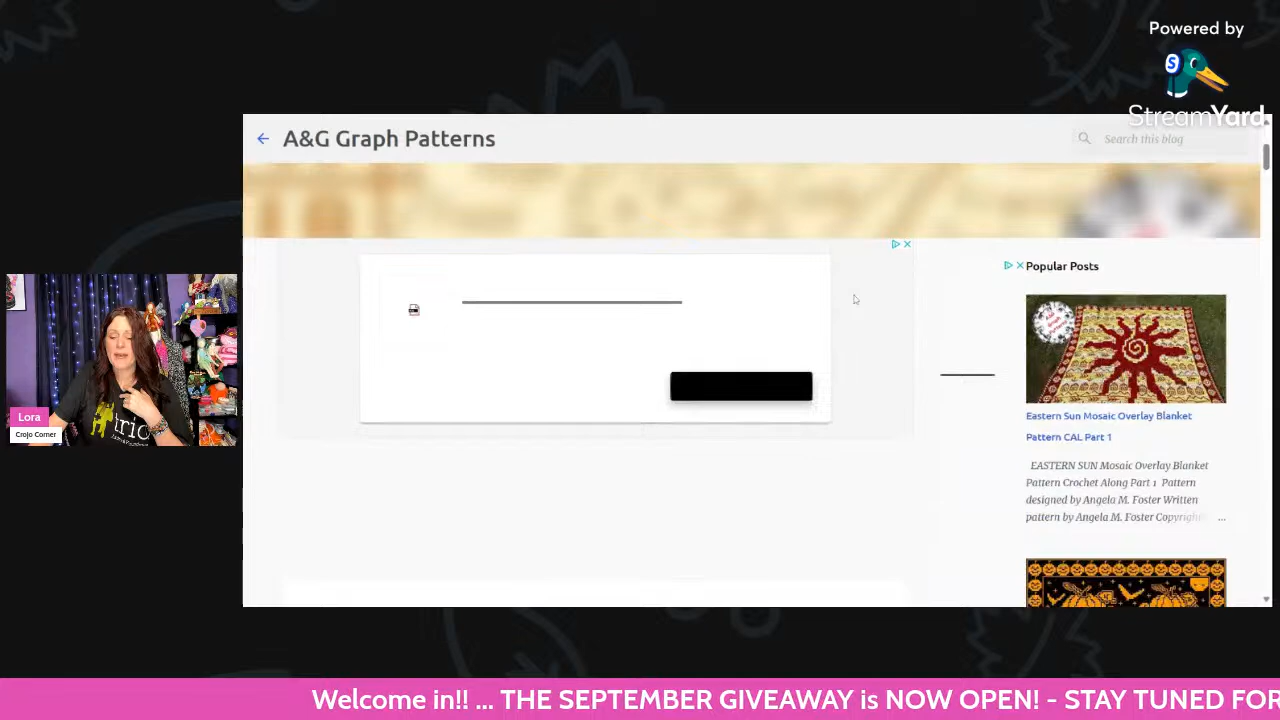 Powered by
StreamYard
A&G Graph Patterns
Search this blog
Popular Posts
A&G
Graph
Patterns
Eastern Sun Mosaic Overlay Blanket
Pattern CAL Part 1
EASTERN SUN Mosaic Overlay Blanket
Pattern Crochet Along Part 1 Pattern
designed by Angela M. Foster Written
pattern by Angela M. Foster Copyright
...
Lora
Crojo Corner
Welcome in!! ... THE SEPTEMBER GIVEAWAY is NOW OPEN! - STAY TUNED FOR